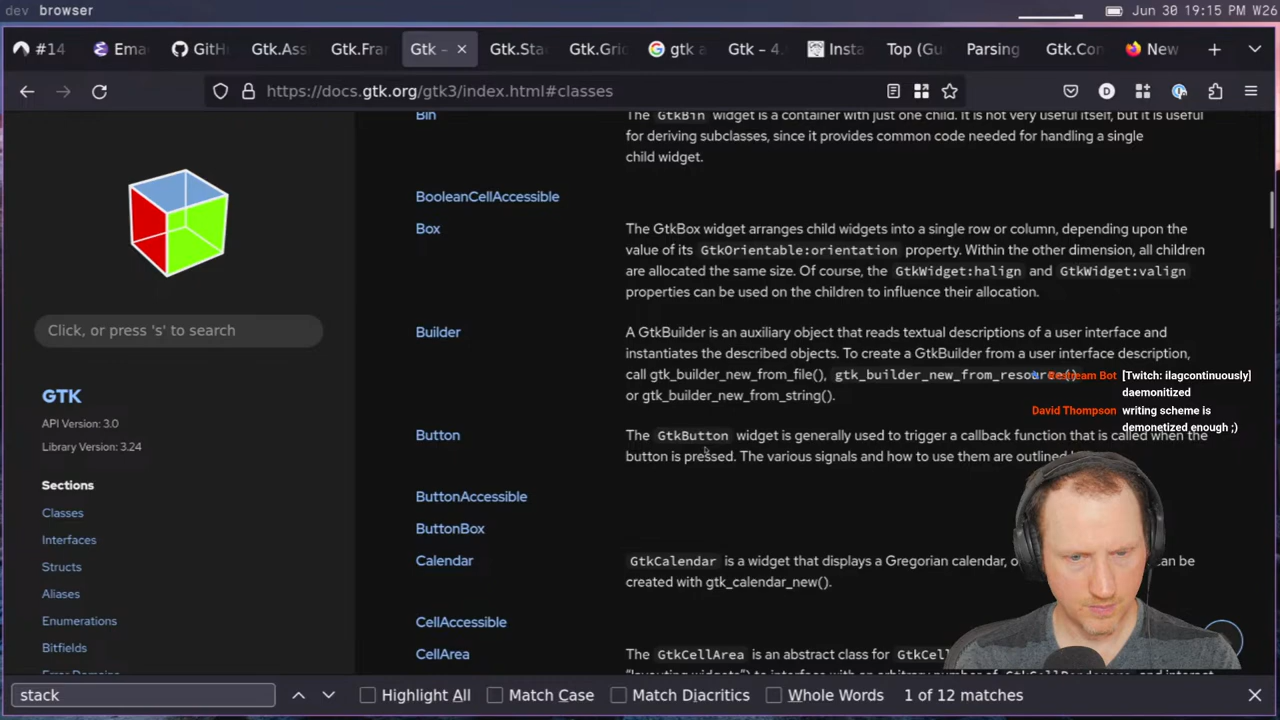 dev browser
Jun 30 19:15 PM W26
#14
Ema
GitH
Gtk.Ass
Gtk.Fra
Gtk –
Gtk.Sta
Gtk.Gri
gtk a
Gtk – 4.
Insta
Top (Gu
Parsing
Gtk.Con
New
https://docs.gtk.org/gtk3/index.html#classes
Bin
The GtkBin widget is a container with just one child. It is not very useful itself, but it is useful
for deriving subclasses, since it provides common code needed for handling a single
child widget.
BooleanCellAccessible
Box
The GtkBox widget arranges child widgets into a single row or column, depending upon the
value of its GtkOrientable:orientation property. Within the other dimension, all children
are allocated the same size. Of course, the GtkWidget:halign and GtkWidget:valign
properties can be used on the children to influence their allocation.
Click, or press 's' to search
Builder
A GtkBuilder is an auxiliary object that reads textual descriptions of a user interface and
instantiates the described objects. To create a GtkBuilder from a user interface description,
call gtk_builder_new_from_file(), gtk_builder_new_from_resource()
or gtk_builder_new_from_string().
Restream Bot [Twitch: ilagcontinuously]
daemonitized
David Thompson writing scheme is
demonetized enough ;)
GTK
API Version: 3.0
Library Version: 3.24
Button
The GtkButton widget is generally used to trigger a callback function that is called when the
button is pressed. The various signals and how to use them are outlined
Sections
Classes
Interfaces
Structs
Aliases
Enumerations
Bitfields
ButtonAccessible
ButtonBox
Calendar
GtkCalendar is a widget that displays a Gregorian calendar, can be
created with gtk_calendar_new().
CellAccessible
CellArea
The GtkCellArea is an abstract class for
stack
Highlight All
Match Case
Match Diacritics
Whole Words
1 of 12 matches